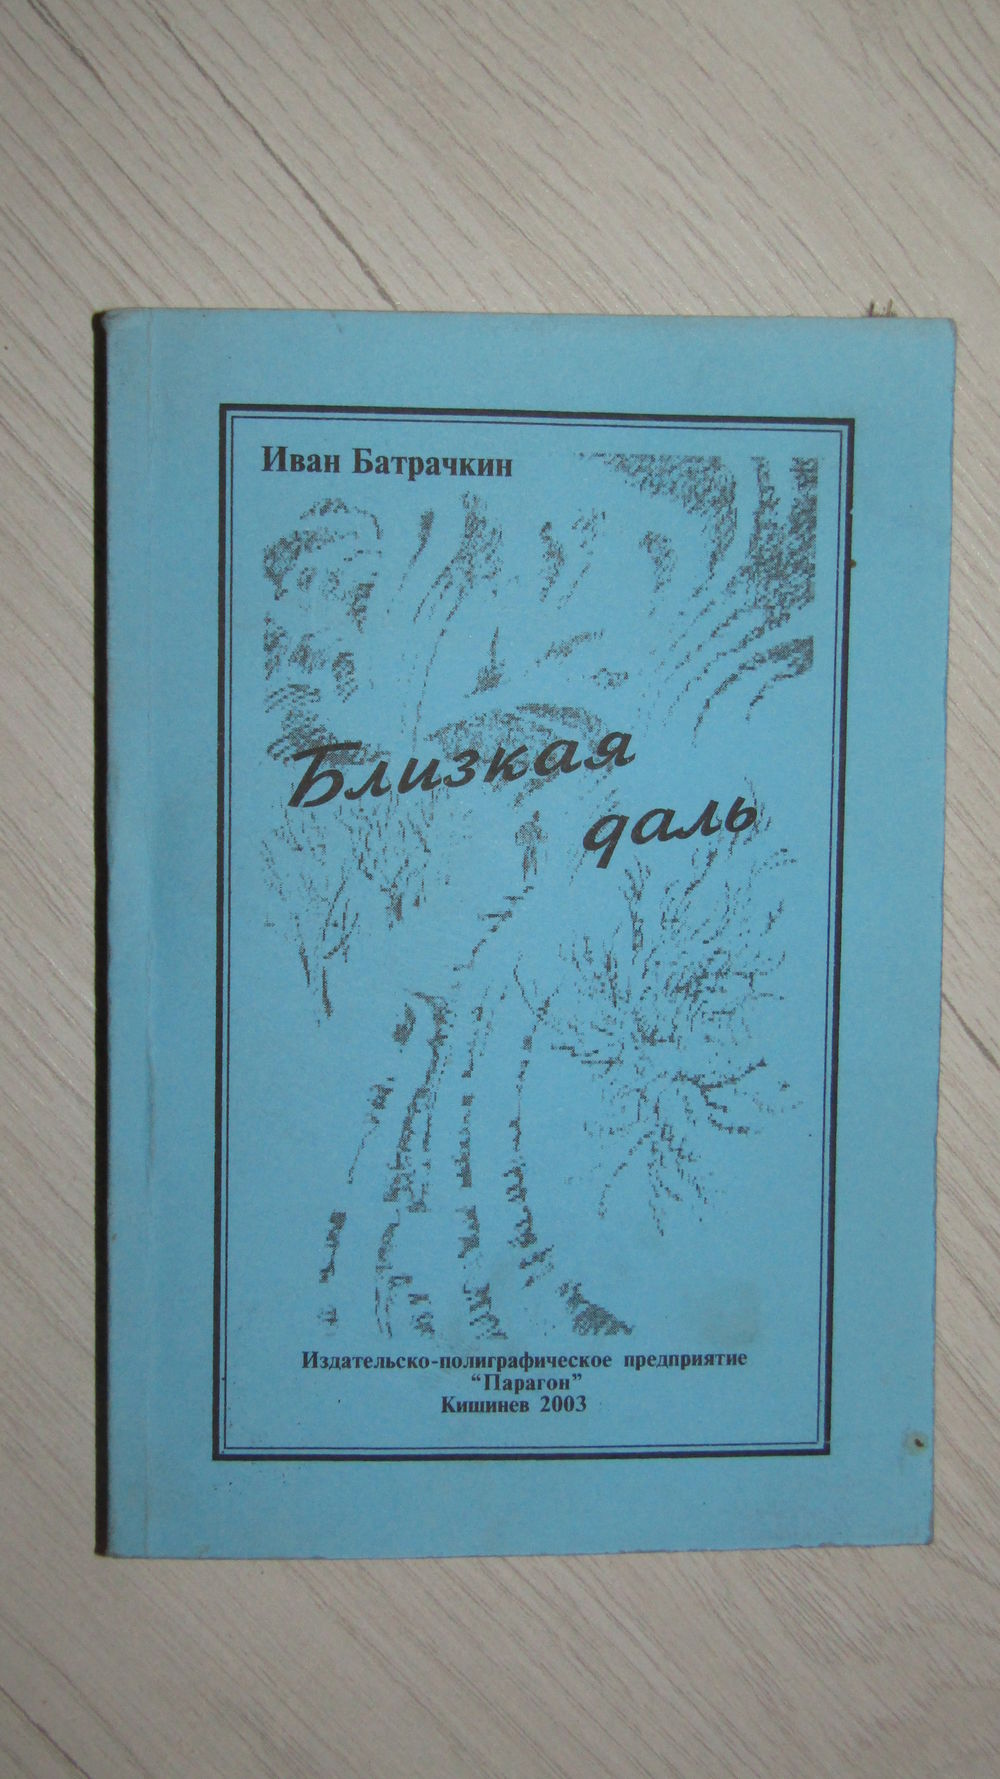 Иван Батрачкин
Близкая
даль
Издательско-полиграфическое предприятие
“Парагон”
Кишинев 2003